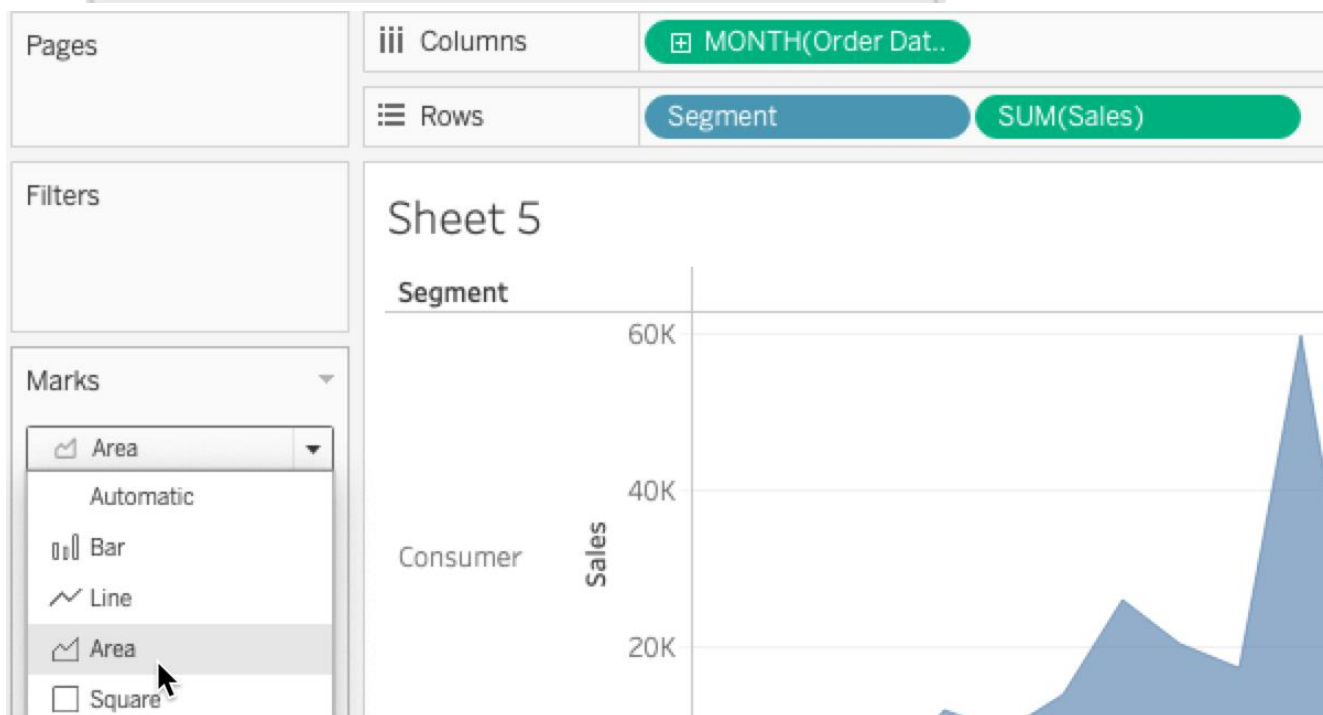 Pages
Columns
MONTH(Order Dat..
Rows
Segment
SUM(Sales)
Filters
Sheet 5
Segment
Marks
Area
Automatic
Bar
Line
Area
Square
60K
40K
20K
Consumer
Sales